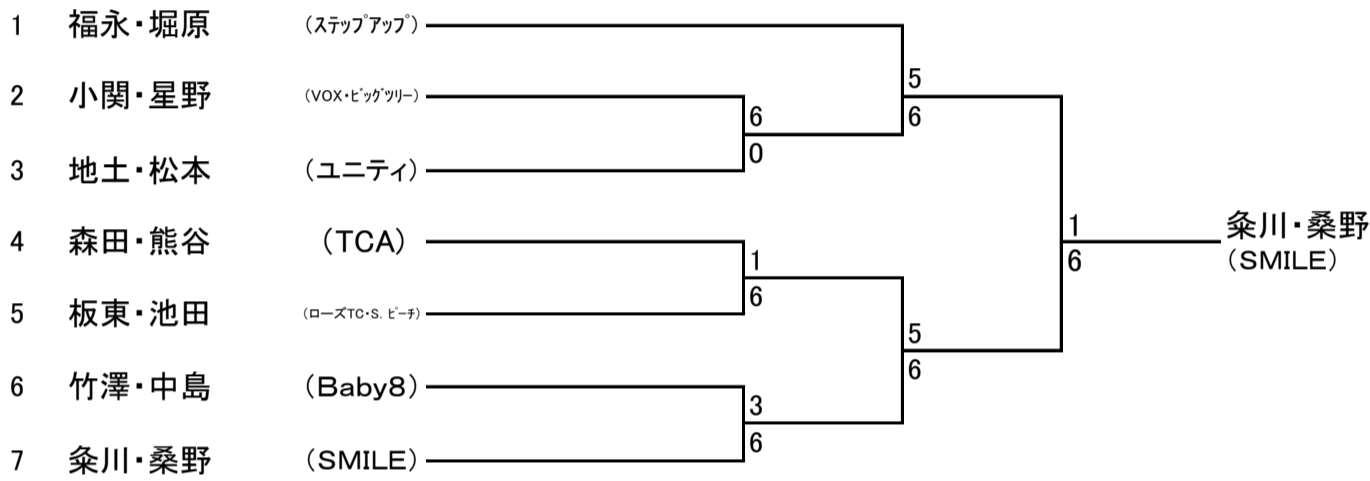 1 福永・堀原 (ステップアップ)
5
2 小関・星野 (VOX・ビッグツリー)
6
6
0
3 地土・松本 (ユニティ)
4 森田・熊谷 (TCA)
1
粂川・桑野
6
(SMILE)
1
6
5 板東・池田 (ローズTC・S.ピーチ)
5
6
6 竹澤・中島 (Baby8)
3
6
7 粂川・桑野 (SMILE)